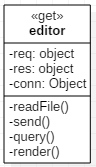 «get»
editor
-req: object
-res: object
-conn: Object
-readFile()
-send()
-query()
-render()